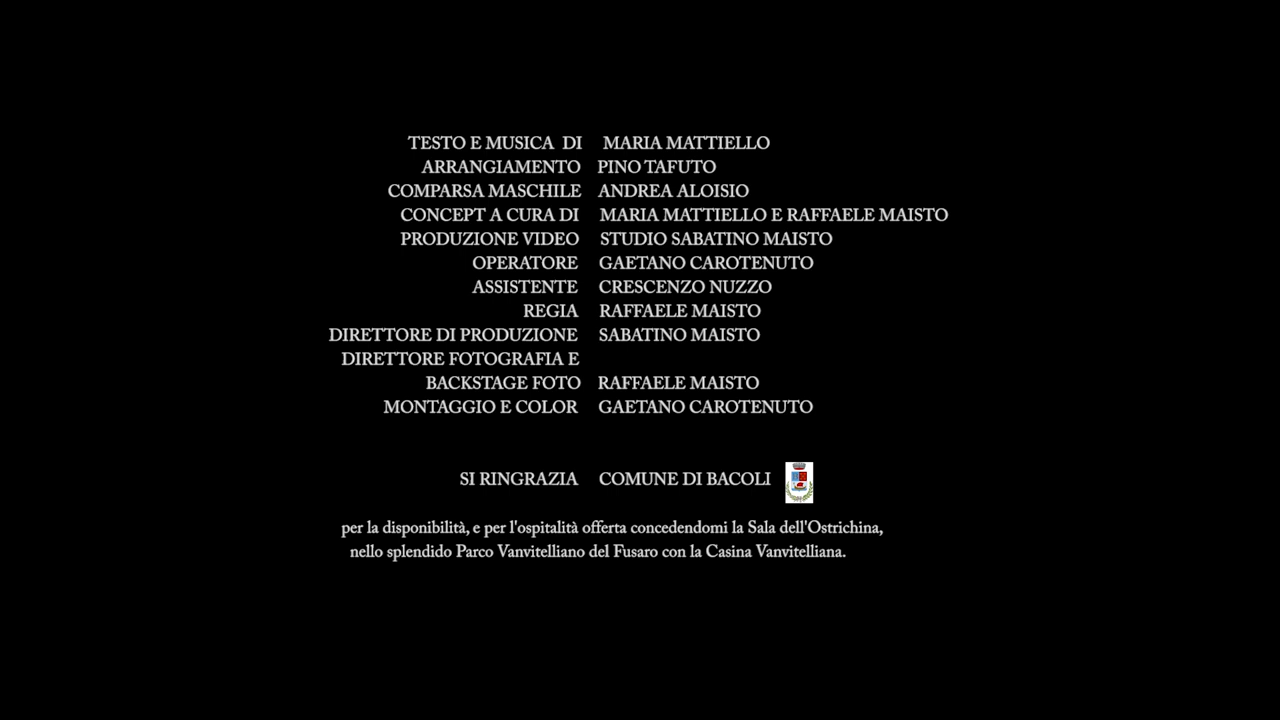 TESTO E MUSICA DI MARIA MATTIELLO
ARRANGIAMENTO PINO TAFUTO
COMPARSA MASCHILE ANDREA ALOISIO
CONCEPT A CURA DI MARIA MATTIELLO E RAFFAELE MAISTO
PRODUZIONE VIDEO STUDIO SABATINO MAISTO
OPERATORE GAETANO CAROTENUTO
ASSISTENTE CRESCENZO NUZZO
REGIA RAFFAELE MAISTO
DIRETTORE DI PRODUZIONE SABATINO MAISTO
DIRETTORE FOTOGRAFIA E
BACKSTAGE FOTO RAFFAELE MAISTO
MONTAGGIO E COLOR GAETANO CAROTENUTO
SI RINGRAZIA COMUNE DI BACOLI
per la disponibilità, e per l'ospitalità offerta concedendomi la Sala dell'Ostrichina,
nello splendido Parco Vanvitelliano del Fusaro con la Casina Vanvitelliana.